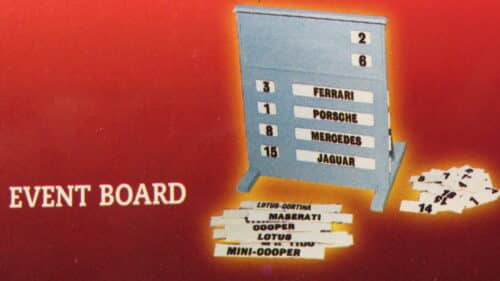 2
6
3 FERRARI
1 PORSCHE
8 MERCEDES
15 JAGUAR
EVENT BOARD
LOTUS-CORTINA
MASERATI
COOPER
LOTUS
MINI-COOPER
14
1